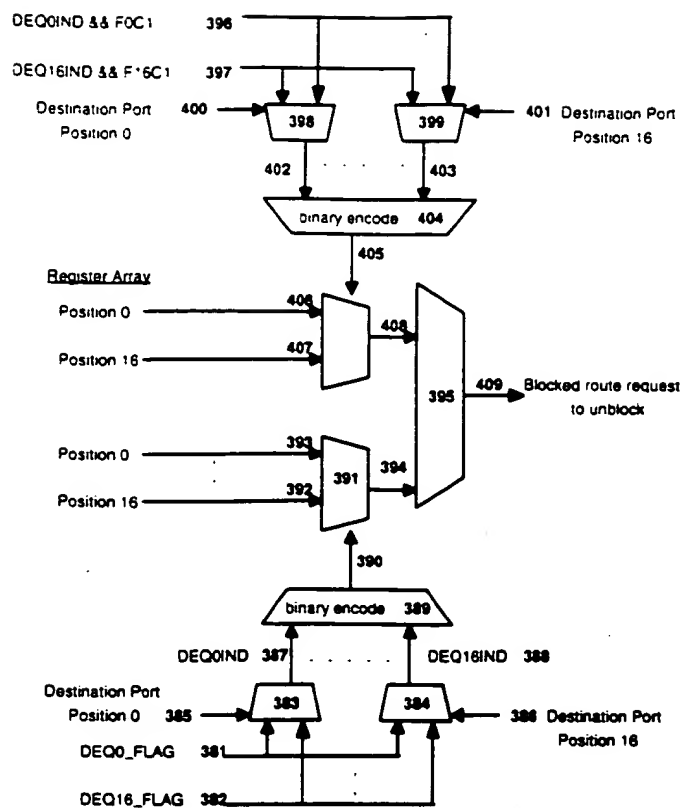 DEQ0IND && F0C1 396
DEQ16IND && F16C1 397
Destination Port 400
Position 0
398
399
401 Destination Port
Position 16
402
403
binary encode 404
405
Register Array
Position 0 406
408
Position 16 407
395
409 Blocked route request
to unblock
Position 0 393
391
394
Position 16 392
390
binary encode 389
DEQ0IND 387
DEQ16IND 388
Destination Port
Position 0 385
383
384
386 Destination Port
Position 16
DEQ0_FLAG 381
DEQ16_FLAG 382